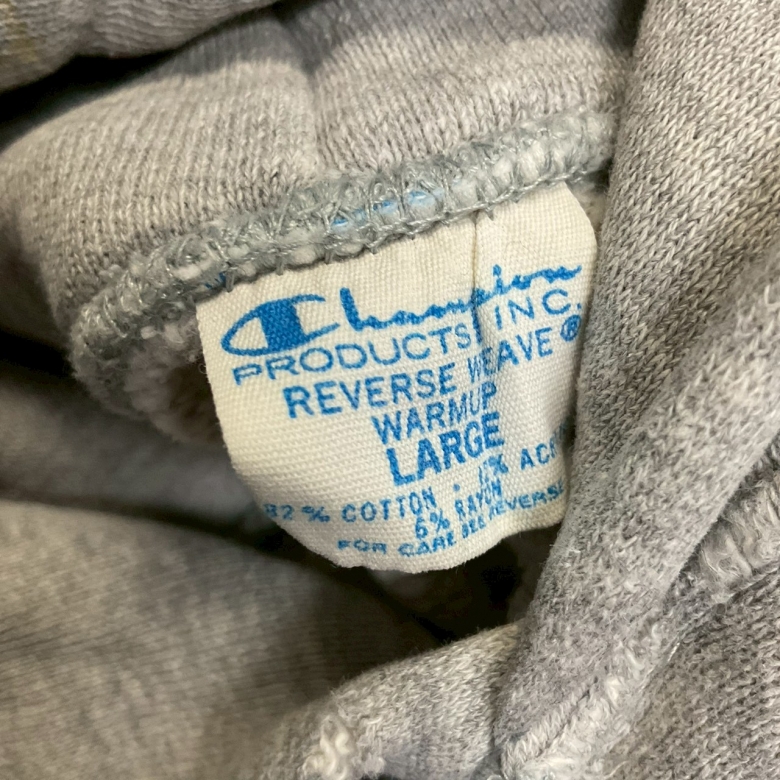 Champion
PRODUCTS INC.
REVERSE WEAVE®
WARMUP
LARGE
82% COTTON •
6% RAYON
FOR CARE SEE REVERSE